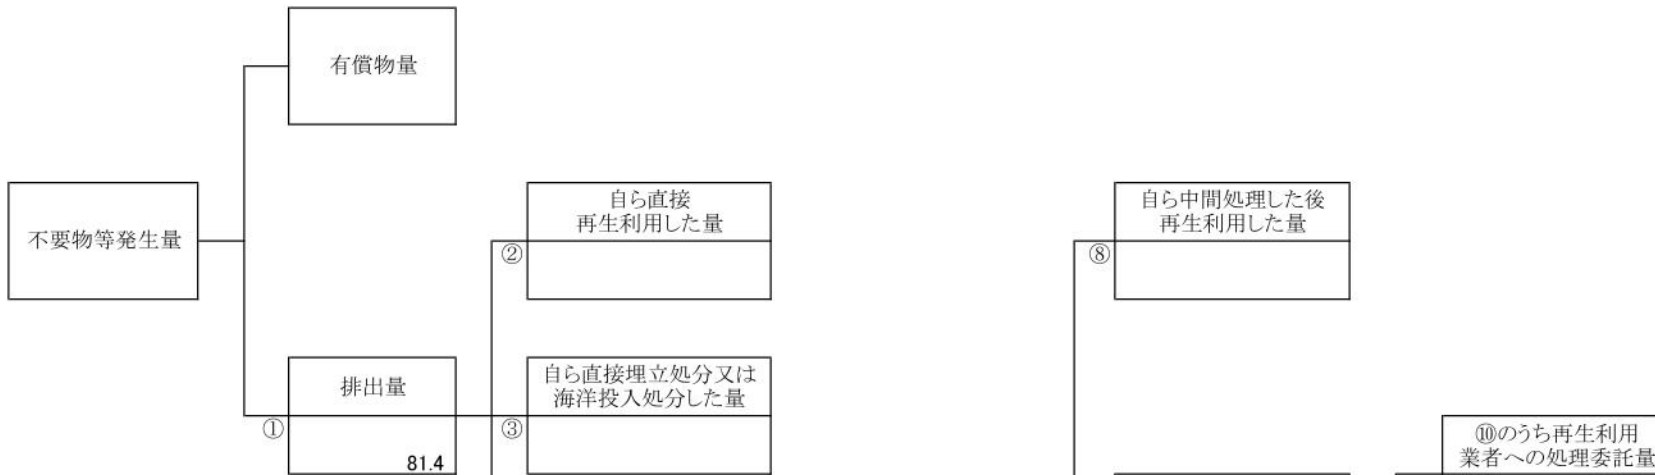 有償物量
不要物等発生量
自ら直接
再生利用した量
②
自ら中間処理した後
再生利用した量
⑧
排出量
①
81.4
自ら直接埋立処分又は
海洋投入処分した量
③
⑩のうち再生利用
業者への処理委託量